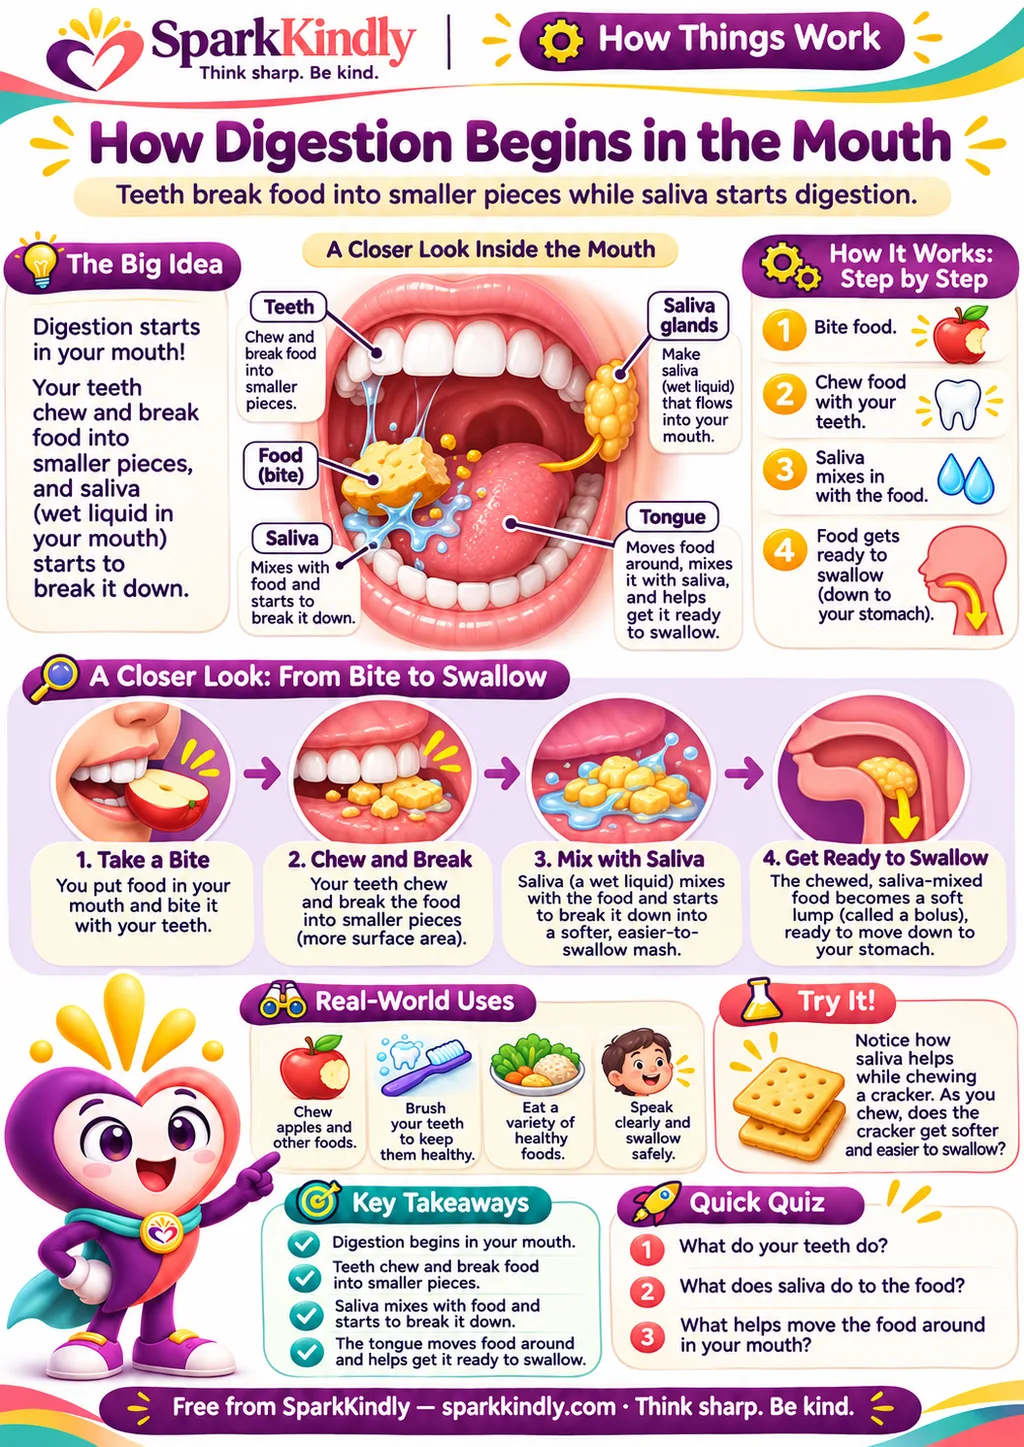 SparkKindly
Think sharp. Be kind.
How Things Work
How Digestion Begins in the Mouth
Teeth break food into smaller pieces while saliva starts digestion.
The Big Idea
Digestion starts
in your mouth!
Your teeth
chew and break
food into
smaller pieces,
and saliva
(wet liquid in
your mouth)
starts to
break it down.
A Closer Look Inside the Mouth
Teeth
Chew and
break food
into
smaller
pieces.
Food
(bite)
Saliva
Mixes with
food and
starts to
break it down.
Saliva
glands
Make
saliva
(wet liquid)
that flows
into your
mouth.
Tongue
Moves food
around, mixes
it with saliva,
and helps
get it ready
to swallow.
How It Works:
Step by Step
1
Bite food.
2
Chew food
with your
teeth.
3
Saliva
mixes in
with the food.
4
Food gets
ready to
swallow
(down to
your stomach).
A Closer Look: From Bite to Swallow
1. Take a Bite
You put food in your
mouth and bite it
with your teeth.
2. Chew and Break
Your teeth chew
and break the food
into smaller pieces
(more surface area).
3. Mix with Saliva
Saliva (a wet liquid) mixes
with the food and starts
to break it down into
a softer, easier-to-
swallow mash.
4. Get Ready to Swallow
The chewed, saliva-mixed
food becomes a soft
lump (called a bolus),
ready to move down to
your stomach.
Real-World Uses
Chew
apples and
other foods.
Brush
your teeth
to keep
them healthy.
Eat a
variety of
healthy
foods.
Speak
clearly and
swallow
safely.
Try It!
Notice how
saliva helps
while chewing
a cracker. As you
chew, does the
cracker get softer
and easier to swallow?
Key Takeaways
Digestion begins in your mouth.
Teeth chew and break food
into smaller pieces.
Saliva mixes with food and
starts to break it down.
The tongue moves food around
and helps get it ready to swallow.
Quick Quiz
1
What do your teeth do?
2
What does saliva do to the food?
3
What helps move the food around
in your mouth?
Free from SparkKindly — sparkkindly.com · Think sharp. Be kind.